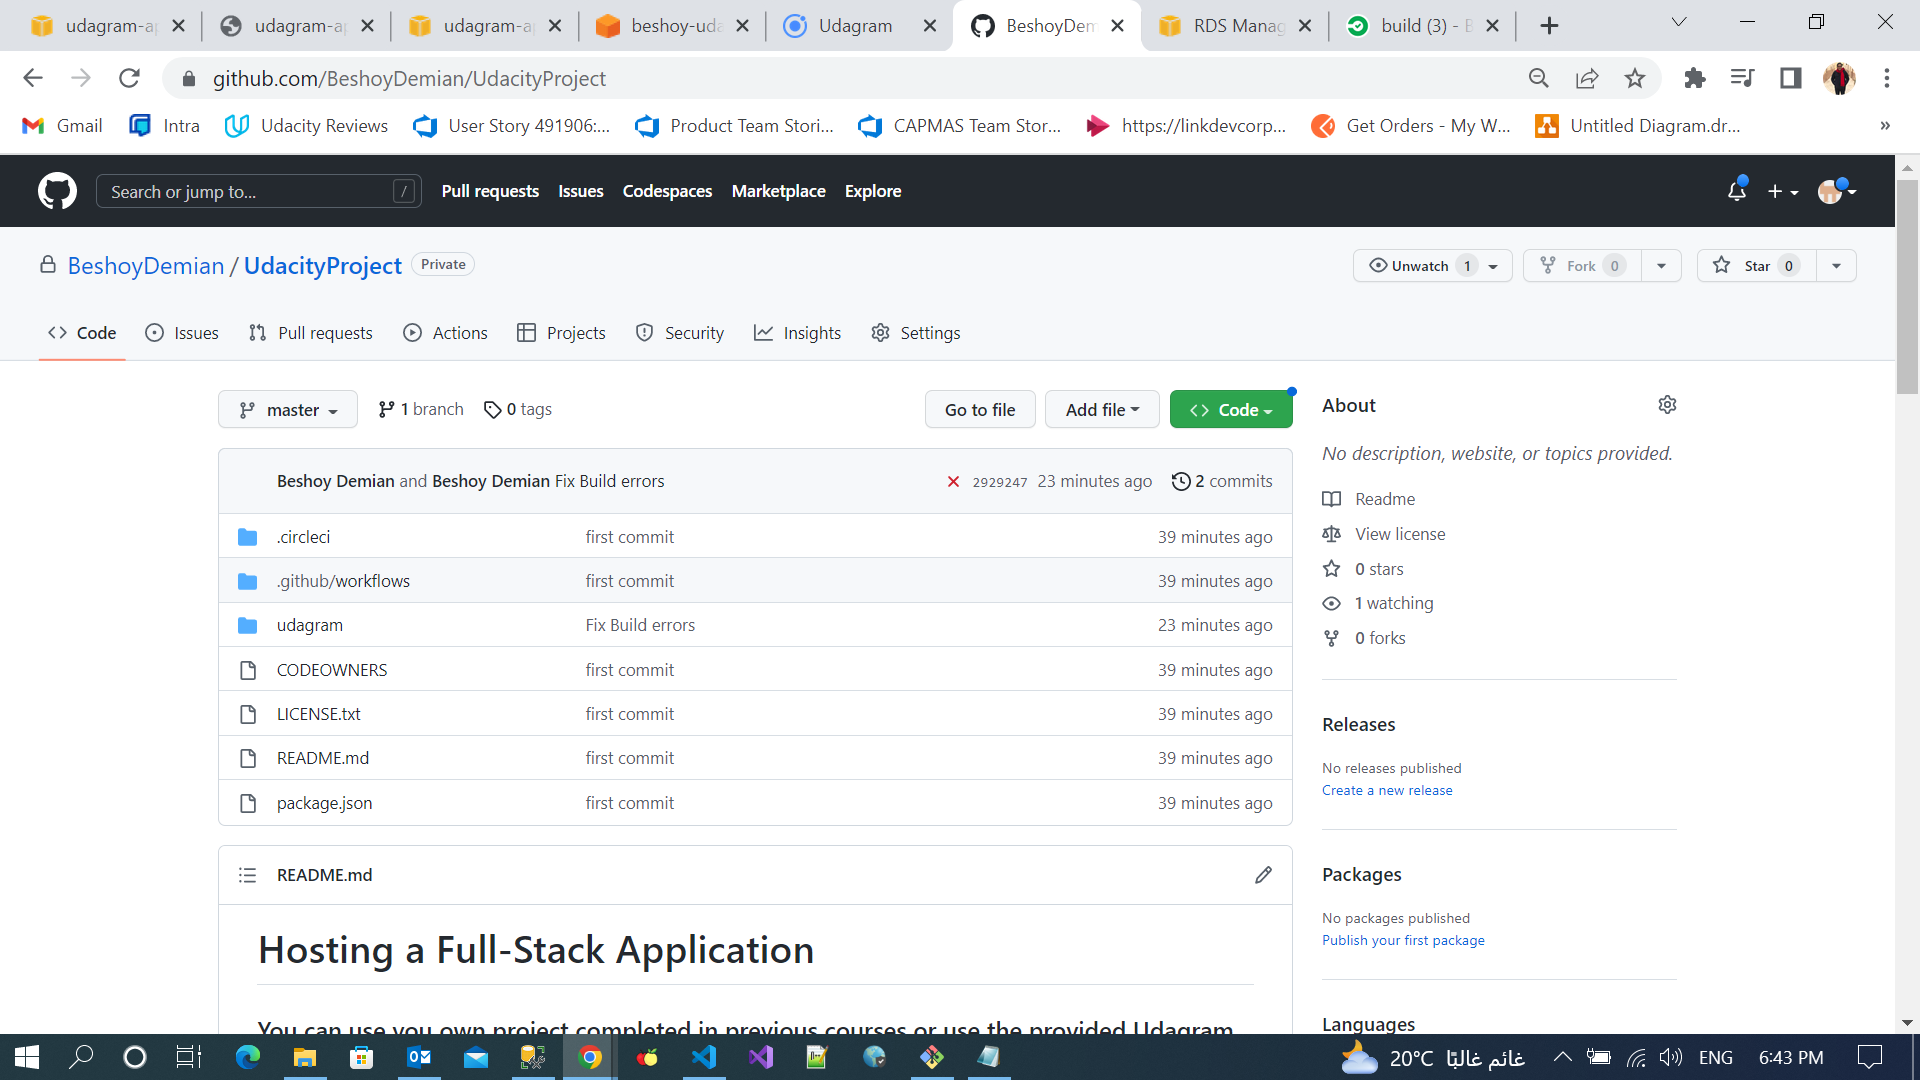 udagram-ap
udagram-ap
udagram-ap
beshoy-uda
Udagram
BeshoyDem
RDS Manag
build (3) - B
github.com/BeshoyDemian/UdacityProject
Gmail
Intra
Udacity Reviews
User Story 491906:...
Product Team Stori...
CAPMAS Team Stor...
https://linkdevcorp...
Get Orders - My W...
Untitled Diagram.dr...
»
Search or jump to...
/
Pull requests
Issues
Codespaces
Marketplace
Explore
BeshoyDemian / UdacityProject
Private
Unwatch 1
Fork 0
Star 0
Code
Issues
Pull requests
Actions
Projects
Security
Insights
Settings
master
1 branch
0 tags
Go to file
Add file
Code
Beshoy Demian and Beshoy Demian Fix Build errors
2929247 23 minutes ago
2 commits
.circleci first commit 39 minutes ago
.github/workflows first commit 39 minutes ago
udagram Fix Build errors 23 minutes ago
CODEOWNERS first commit 39 minutes ago
LICENSE.txt first commit 39 minutes ago
README.md first commit 39 minutes ago
package.json first commit 39 minutes ago
README.md
Hosting a Full-Stack Application
You can use you own project completed in previous courses or use the provided Udagram
About
No description, website, or topics provided.
Readme
View license
0 stars
1 watching
0 forks
Releases
No releases published
Create a new release
Packages
No packages published
Publish your first package
Languages
20°C غائم غالبًا
ENG
6:43 PM